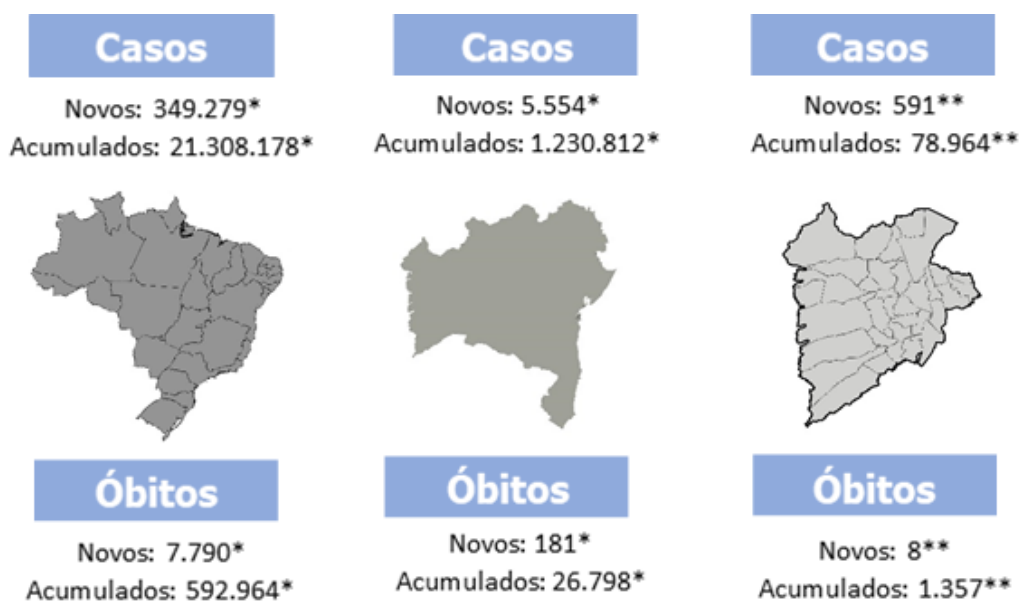 Casos
Novos: 349.279*
Acumulados: 21.308.178*
Casos
Novos: 5.554*
Acumulados: 1.230.812*
Casos
Novos: 591**
Acumulados: 78.964**
Óbitos
Novos: 7.790*
Acumulados: 592.964*
Óbitos
Novos: 181*
Acumulados: 26.798*
Óbitos
Novos: 8**
Acumulados: 1.357**